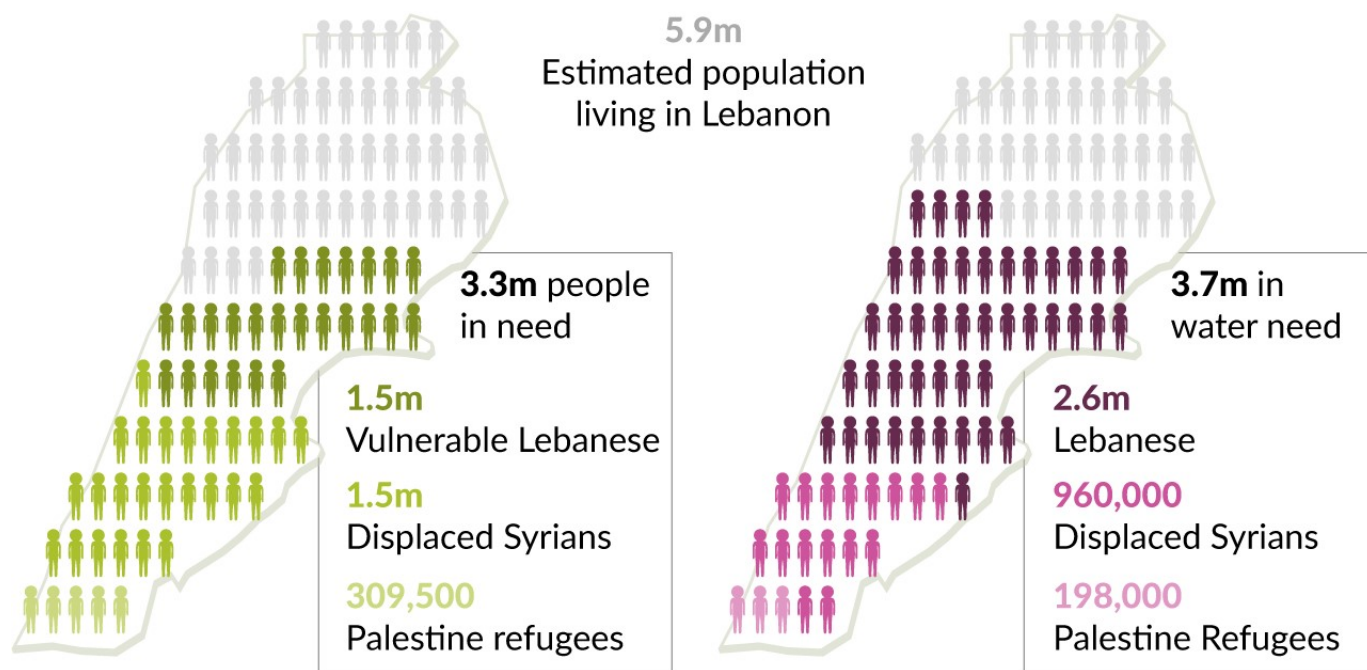 5.9m
Estimated population
living in Lebanon
3.3m people
in need
1.5m
Vulnerable Lebanese
1.5m
Displaced Syrians
309,500
Palestine refugees
3.7m in
water need
2.6m
Lebanese
960,000
Displaced Syrians
198,000
Palestine Refugees